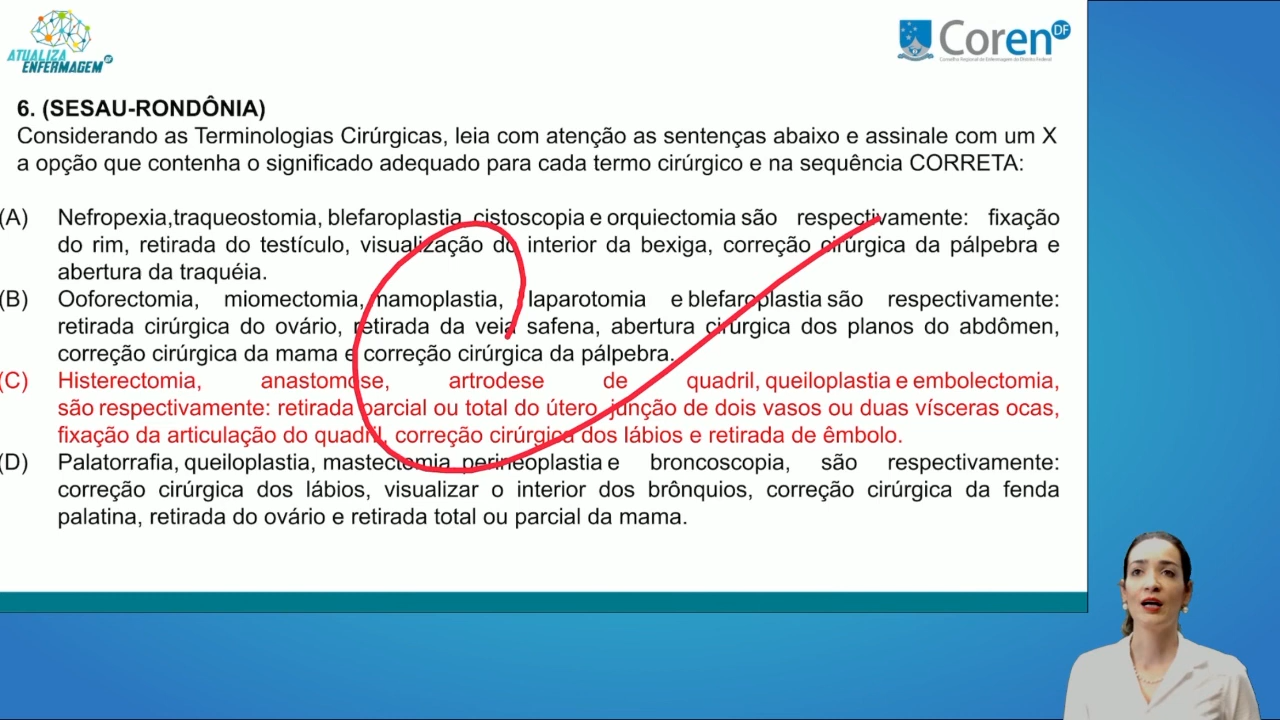 ATUALIZA
ENFERMAGEM DF
Coren DF
Conselho Regional de Enfermagem do Distrito Federal
6. (SESAU-RONDÔNIA)
Considerando as Terminologias Cirúrgicas, leia com atenção as sentenças abaixo e assinale com um X
a opção que contenha o significado adequado para cada termo cirúrgico e na sequência CORRETA:
(A) Nefropexia,traqueostomia, blefaroplastia, cistoscopia e orquiectomia são respectivamente: fixação
do rim, retirada do testículo, visualização do interior da bexiga, correção cirúrgica da pálpebra e
abertura da traquéia.
(B) Ooforectomia, miomectomia, mamoplastia, laparotomia e blefaroplastia são respectivamente:
retirada cirúrgica do ovário, retirada da veia safena, abertura cirúrgica dos planos do abdômen,
correção cirúrgica da mama e correção cirúrgica da pálpebra.
(C) Histerectomia, anastomose, artrodese de quadril, queiloplastia e embolectomia,
são respectivamente: retirada parcial ou total do útero, junção de dois vasos ou duas vísceras ocas,
fixação da articulação do quadril, correção cirúrgica dos lábios e retirada de êmbolo.
(D) Palatorrafia, queiloplastia, mastectomia, perineoplastia e broncoscopia, são respectivamente:
correção cirúrgica dos lábios, visualizar o interior dos brônquios, correção cirúrgica da fenda
palatina, retirada do ovário e retirada total ou parcial da mama.